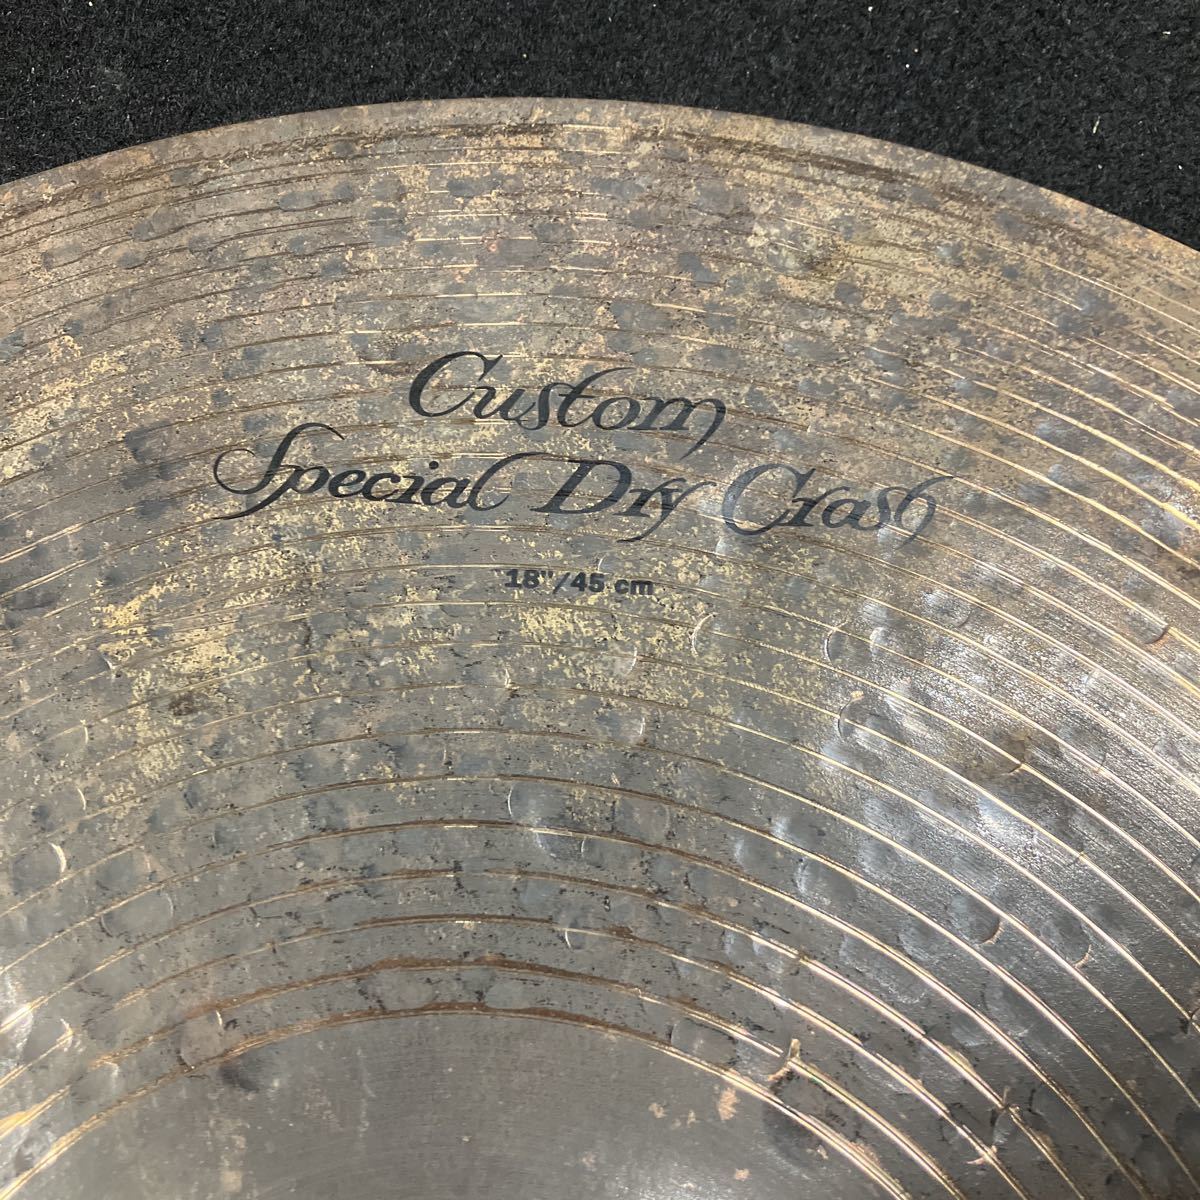 Custom
Special Dry Crash
18"/45 cm